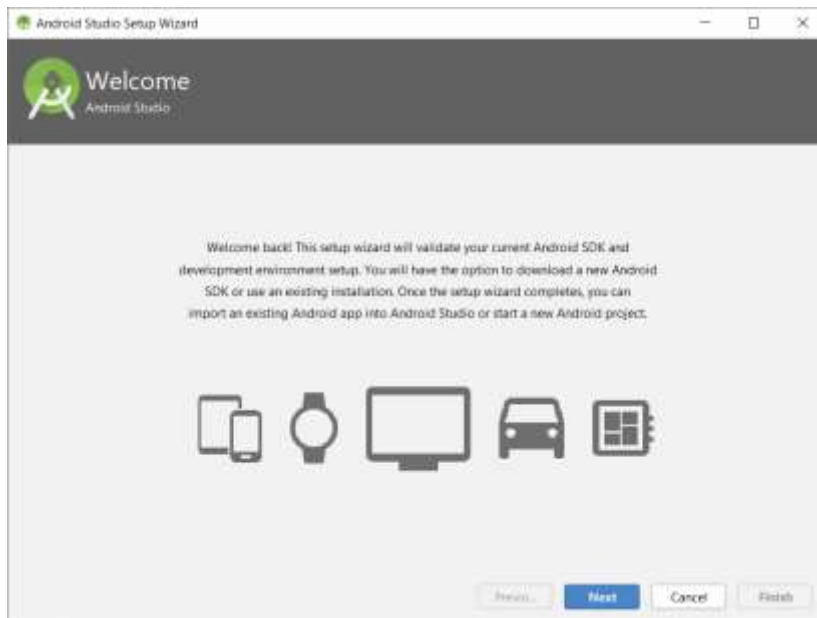 Android Studio Setup Wizard
Welcome
Android Studio
Welcome back! This setup wizard will validate your current Android SDK and
development environment setup. You will have the option to download a new Android
SDK or use an existing installation. Once the setup wizard completes, you can
import an existing Android app into Android Studio or start a new Android project.
Next
Cancel
Finish